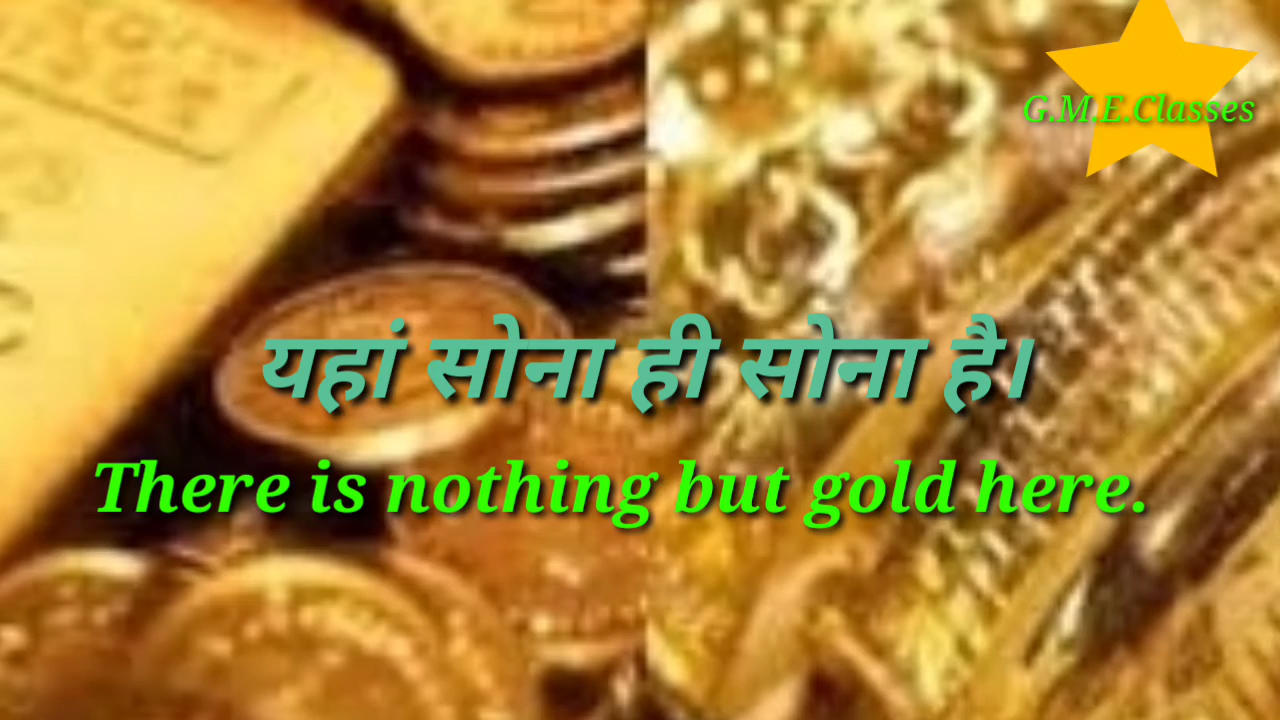 G.M.E.Classes
यहां सोना ही सोना है।
There is nothing but gold here.